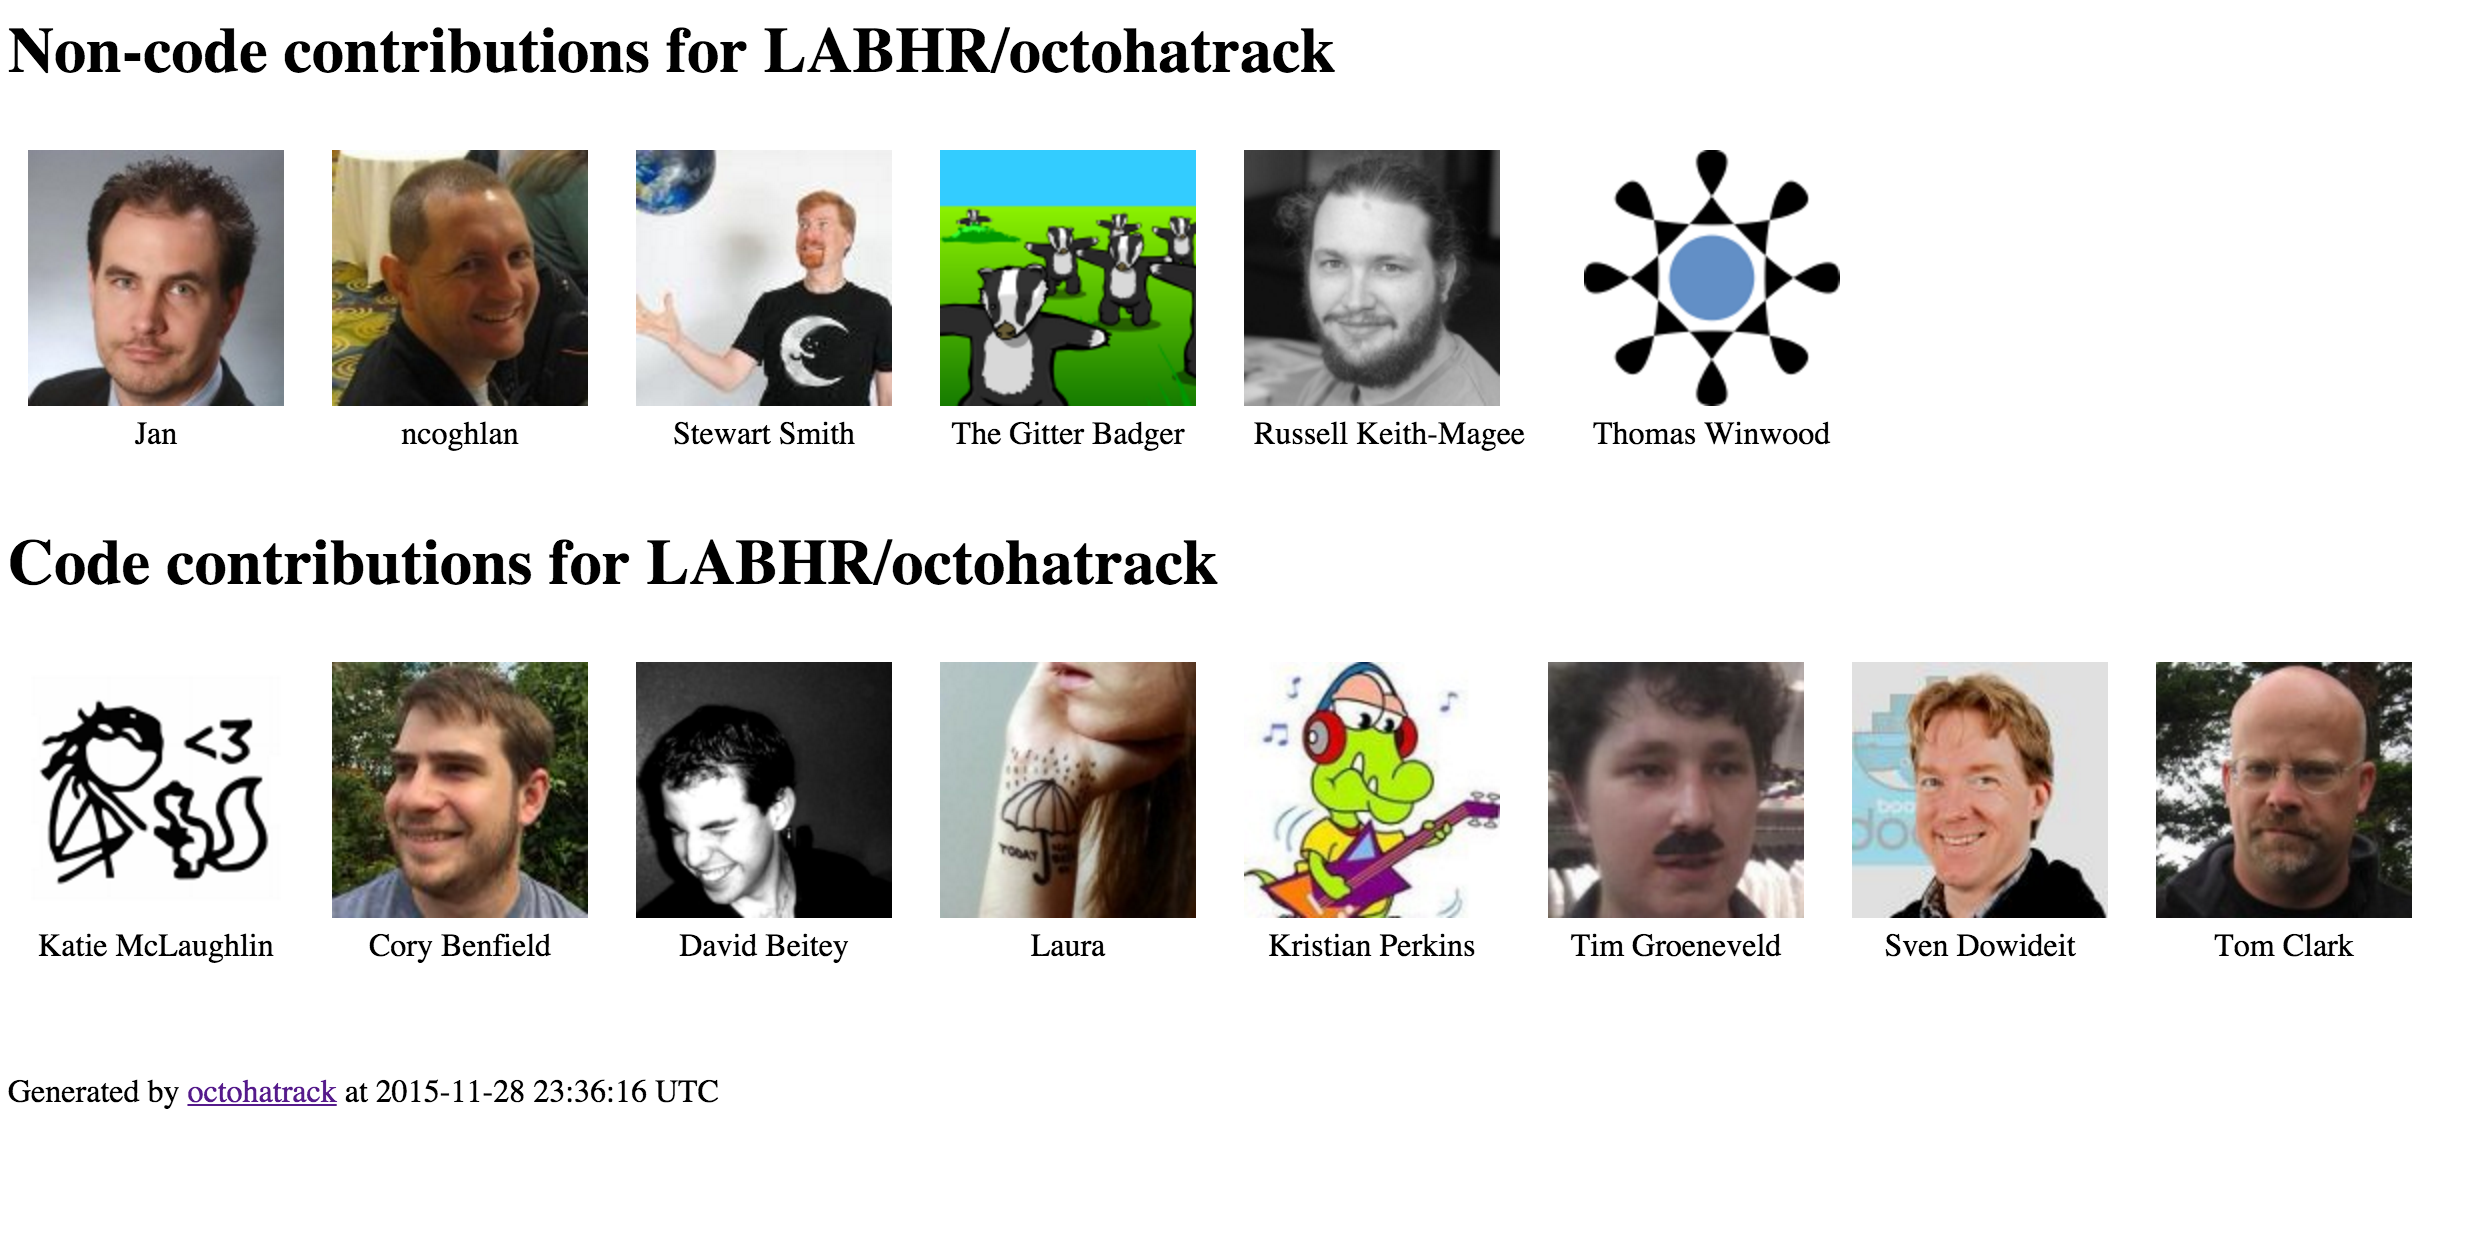 Non-code contributions for LABHR/octohatrack
Jan
ncoghlan
Stewart Smith
The Gitter Badger
Russell Keith-Magee
Thomas Winwood
Code contributions for LABHR/octohatrack
<3
TODAY
Katie McLaughlin
Cory Benfield
David Beitey
Laura
Kristian Perkins
Tim Groeneveld
Sven Dowideit
Tom Clark
Generated by octohatrack at 2015-11-28 23:36:16 UTC